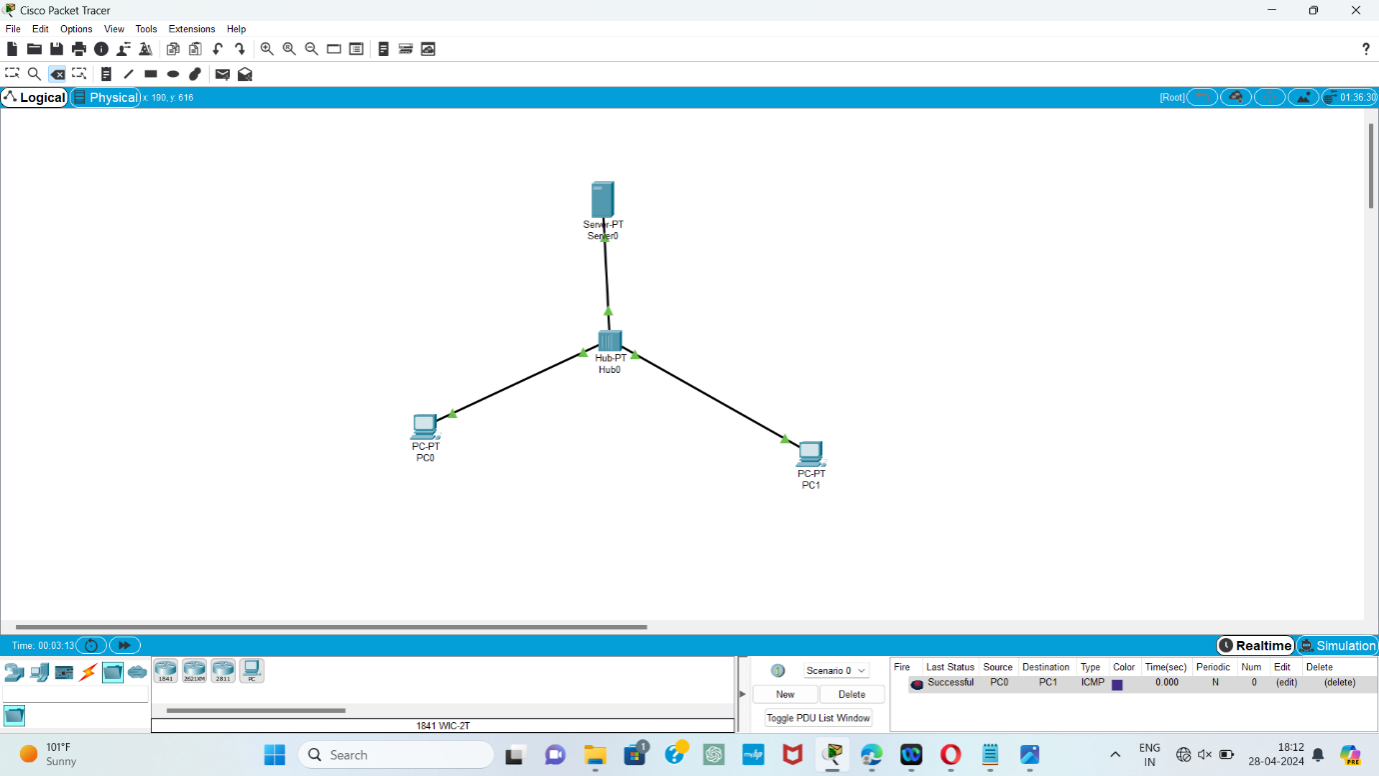 Cisco Packet Tracer
File Edit Options View Tools Extensions Help
?
Logical Physical x: 190, y: 616 [Root] 01:36:30
Server-PT
Server0
Hub-PT
Hub0
PC-PT
PC0
PC-PT
PC1
Time: 00:03:13 Realtime Simulation
1841 2621XM 2811 PC
1841 WIC-2T
Scenario 0
New Delete
Toggle PDU List Window
Fire Last Status Source Destination Type Color Time(sec) Periodic Num Edit Delete
Successful PC0 PC1 ICMP 0.000 N 0 (edit) (delete)
101°F
Sunny
Search
1
ENG
IN
18:12
28-04-2024
PRE